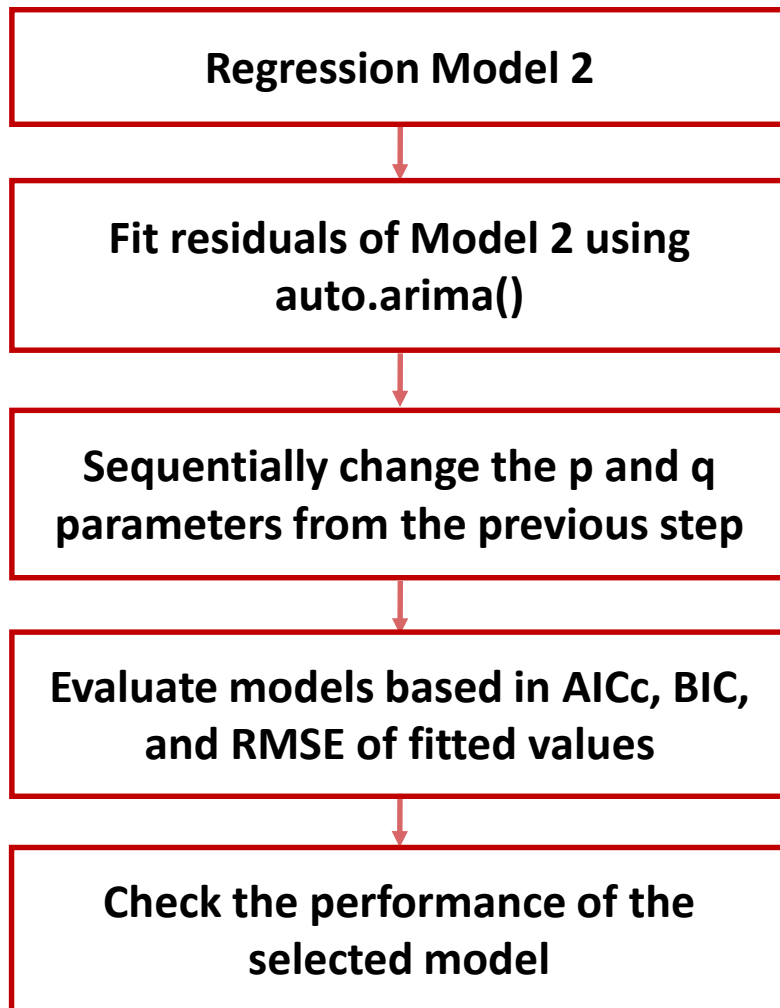 Regression Model 2
Fit residuals of Model 2 using
auto.arima()
Sequentially change the p and q
parameters from the previous step
Evaluate models based in AICc, BIC,
and RMSE of fitted values
Check the performance of the
selected model